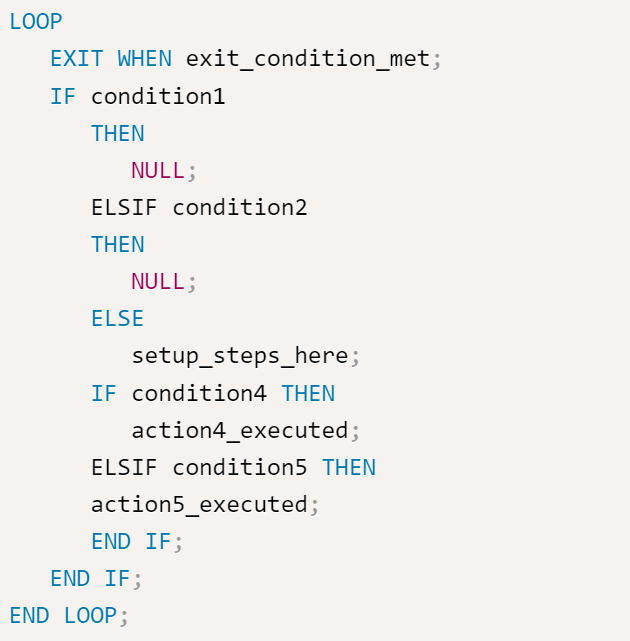 LOOP
EXIT WHEN exit_condition_met;
IF condition1
THEN
NULL;
ELSIF condition2
THEN
NULL;
ELSE
setup_steps_here;
IF condition4 THEN
action4_executed;
ELSIF condition5 THEN
action5_executed;
END IF;
END IF;
END LOOP;